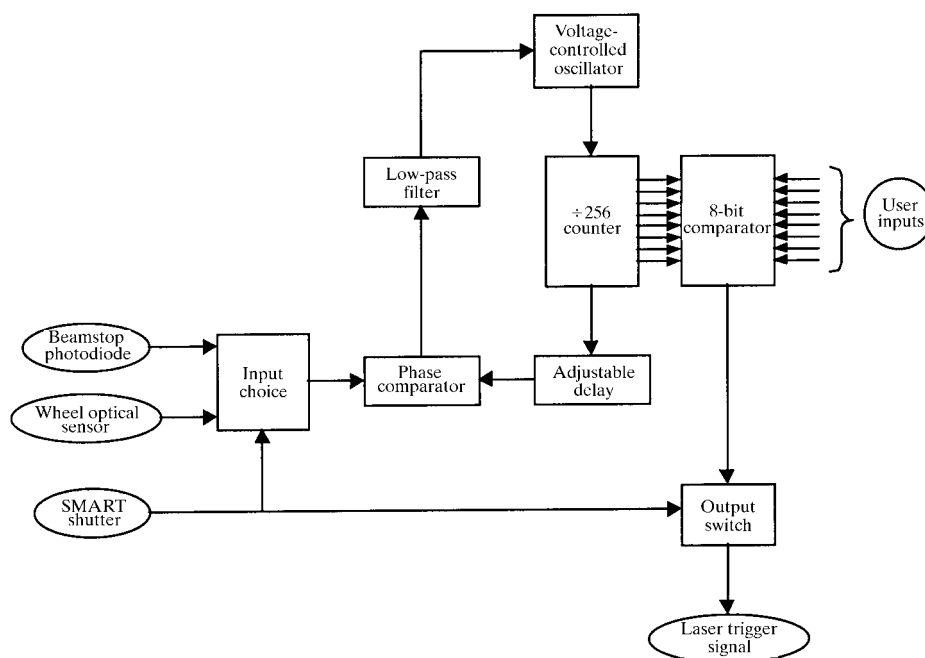 Voltage-
controlled
oscillator
Low-pass
filter
÷256
counter
8-bit
comparator
User
inputs
Beamstop
photodiode
Input
choice
Phase
comparator
Adjustable
delay
Wheel optical
sensor
SMART
shutter
Output
switch
Laser trigger
signal